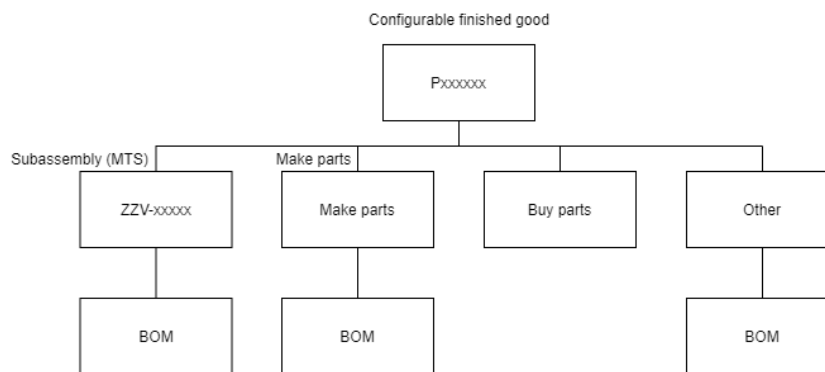 Configurable finished good
Pxxxxxx
Subassembly (MTS)
Make parts
ZZV-xxxxx
Make parts
Buy parts
Other
BOM
BOM
BOM